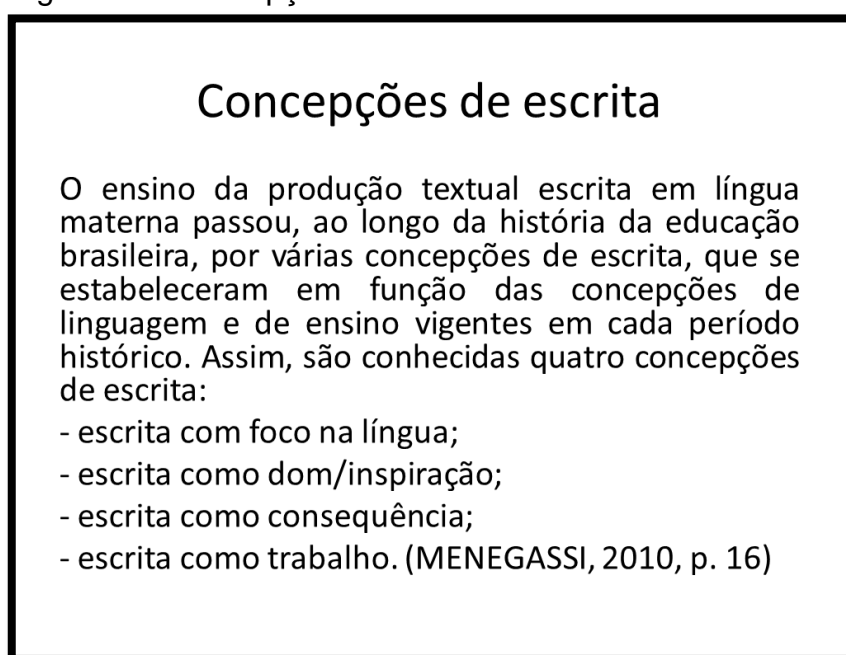 Concepções de escrita
O ensino da produção textual escrita em língua
materna passou, ao longo da história da educação
brasileira, por várias concepções de escrita, que se
estabeleceram em função das concepções de
linguagem e de ensino vigentes em cada período
histórico. Assim, são conhecidas quatro concepções
de escrita:
- escrita com foco na língua;
- escrita como dom/inspiração;
- escrita como consequência;
- escrita como trabalho. (MENEGASSI, 2010, p. 16)